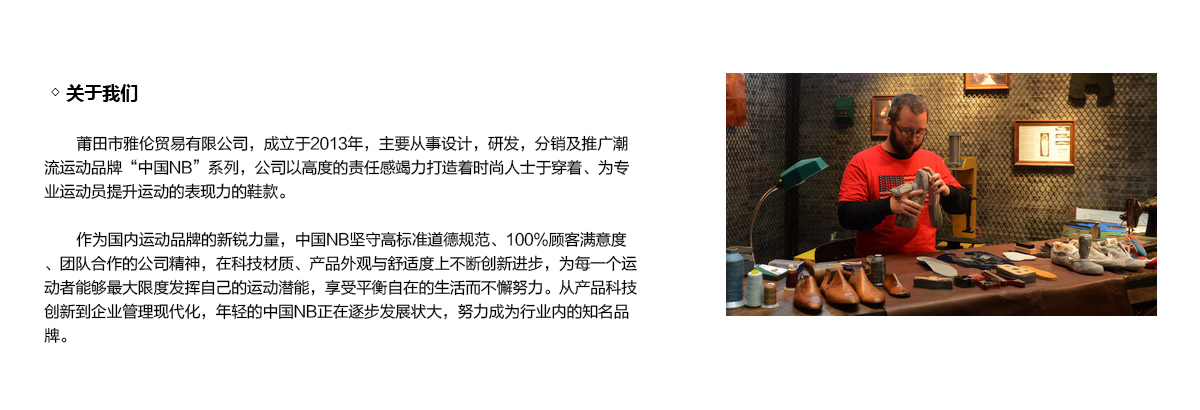 ◇ 关于我们
莆田市雅伦贸易有限公司，成立于2013年，主要从事设计，研发，分销及推广潮
流运动品牌“中国NB”系列，公司以高度的责任感竭力打造着时尚人士于穿着、为专
业运动员提升运动的表现力的鞋款。
作为国内运动品牌的新锐力量，中国NB坚守高标准道德规范、100%顾客满意度
、团队合作的公司精神，在科技材质、产品外观与舒适度上不断创新进步，为每一个运
动者能够最大限度发挥自己的运动潜能，享受平衡自在的生活而不懈努力。从产品科技
创新到企业管理现代化，年轻的中国NB正在逐步发展状大，努力成为行业内的知名品
牌。